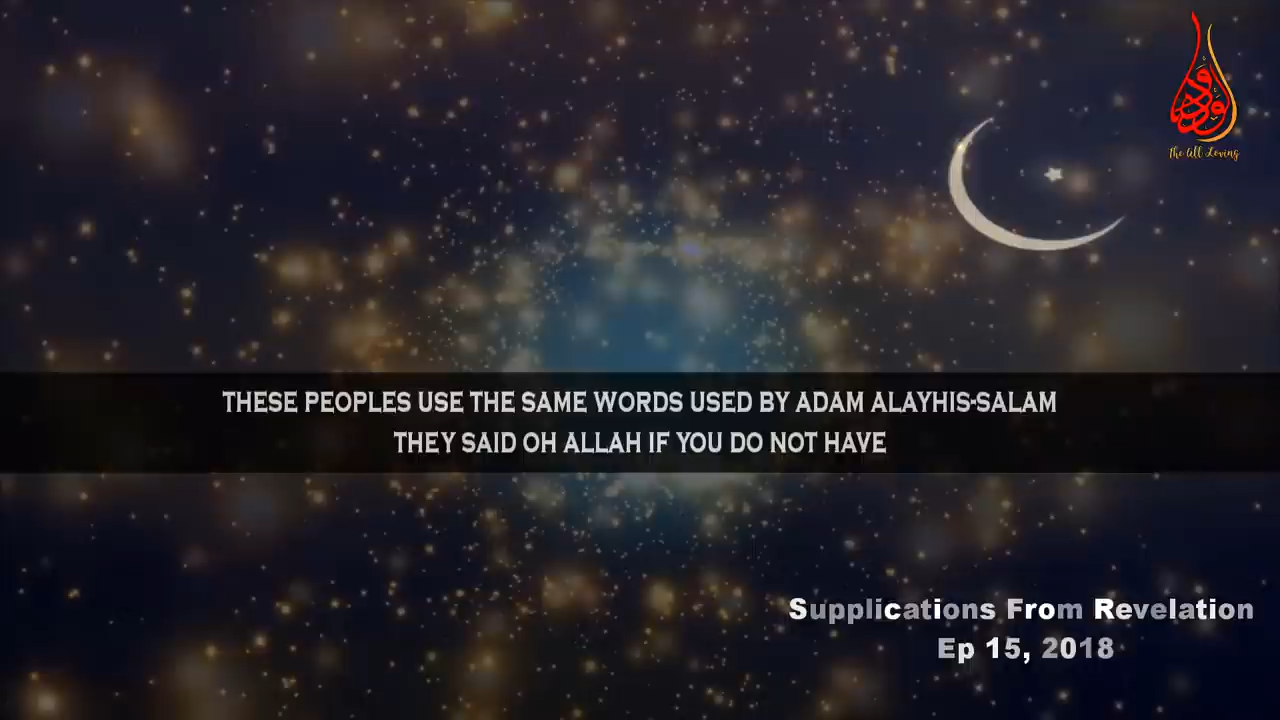 The All Loving
THESE PEOPLES USE THE SAME WORDS USED BY ADAM ALAYHIS-SALAM
THEY SAID OH ALLAH IF YOU DO NOT HAVE
Supplications From Revelation
Ep 15, 2018